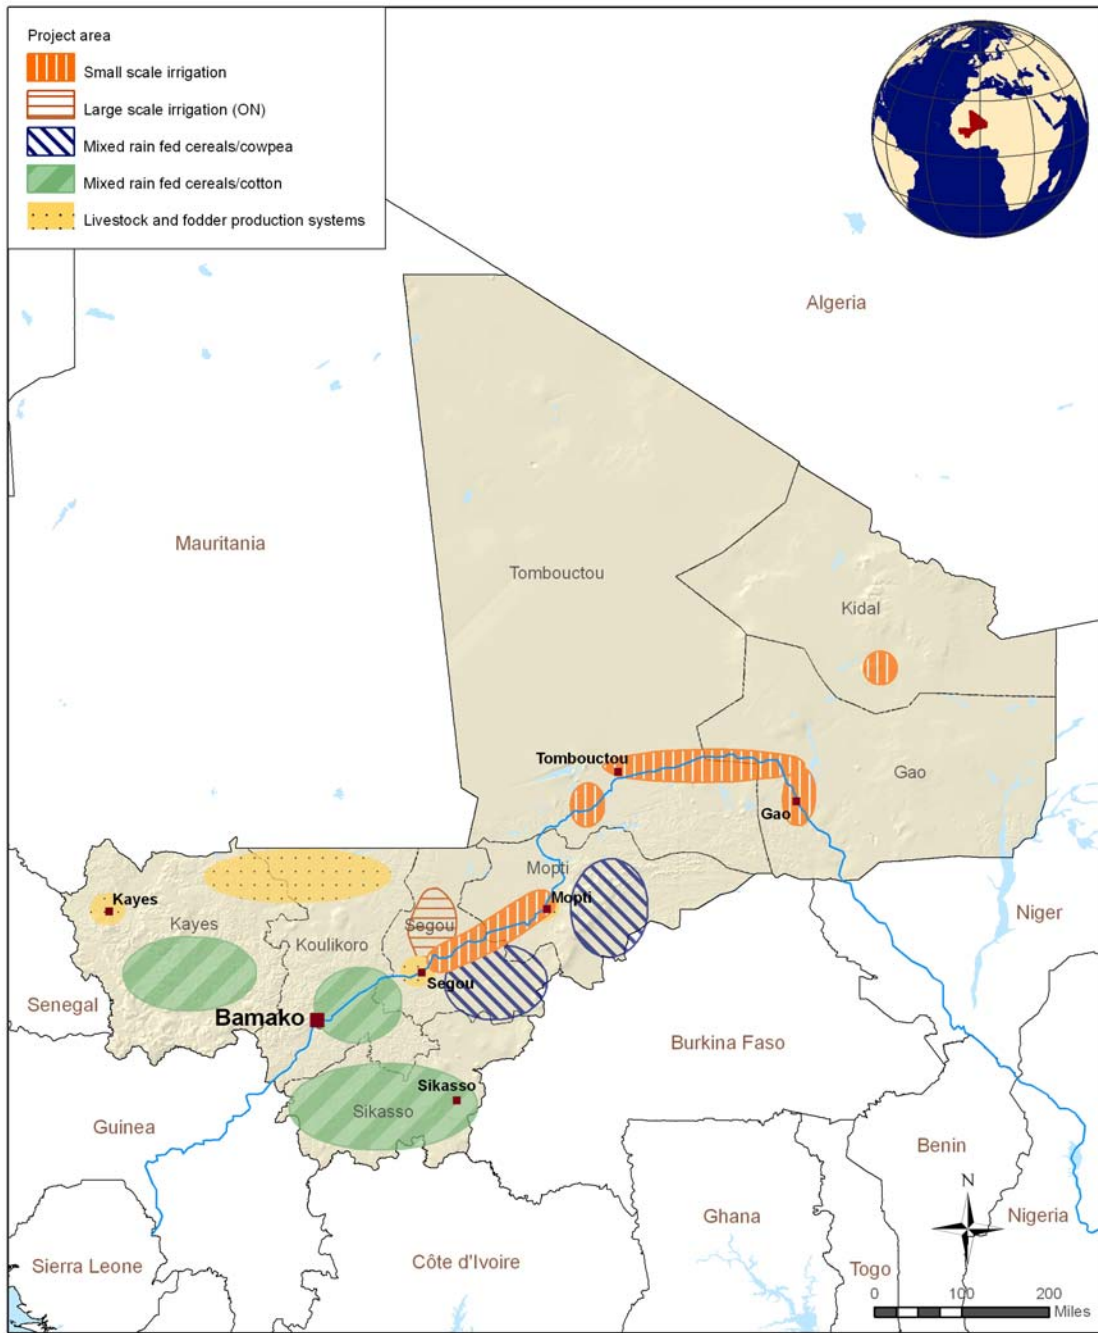 Project area
Small scale irrigation
Large scale irrigation (ON)
Mixed rain fed cereals/cowpea
Mixed rain fed cereals/cotton
Livestock and fodder production systems
Algeria
Mauritania
Tombouctou
Kidal
Tombouctou
Gao
Gao
Mopti
Mopti
Kayes
Kayes
Koulikoro
Segou
Segou
Niger
Senegal
Bamako
Burkina Faso
Sikasso
Sikasso
Guinea
Benin
N
Ghana
Nigeria
Sierra Leone
Côte d'Ivoire
Togo
0 100 200
Miles